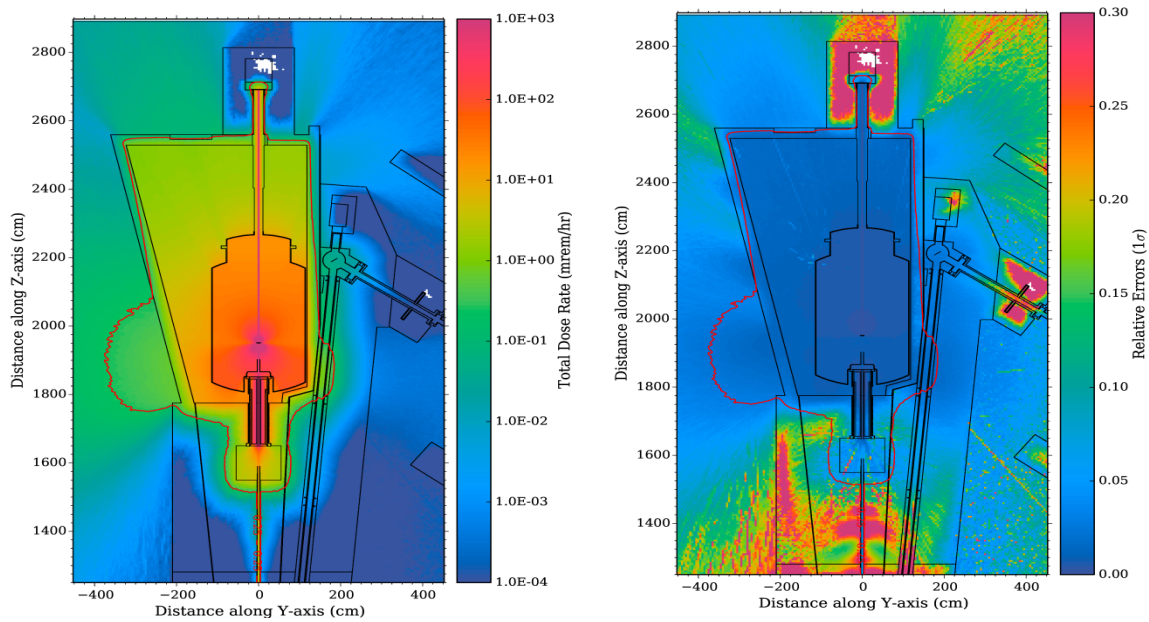 2800
2600
2400
2200
2000
1800
1600
1400
−400
−200
0
200
400
Distance along Z-axis (cm)
Distance along Y-axis (cm)
1.0E+03
1.0E+02
1.0E+01
1.0E+00
1.0E-01
1.0E-02
1.0E-03
1.0E-04
Total Dose Rate (mrem/hr)
2800
2600
2400
2200
2000
1800
1600
1400
−400
−200
0
200
400
Distance along Z-axis (cm)
Distance along Y-axis (cm)
0.30
0.25
0.20
0.15
0.10
0.05
0.00
Relative Errors (1σ)